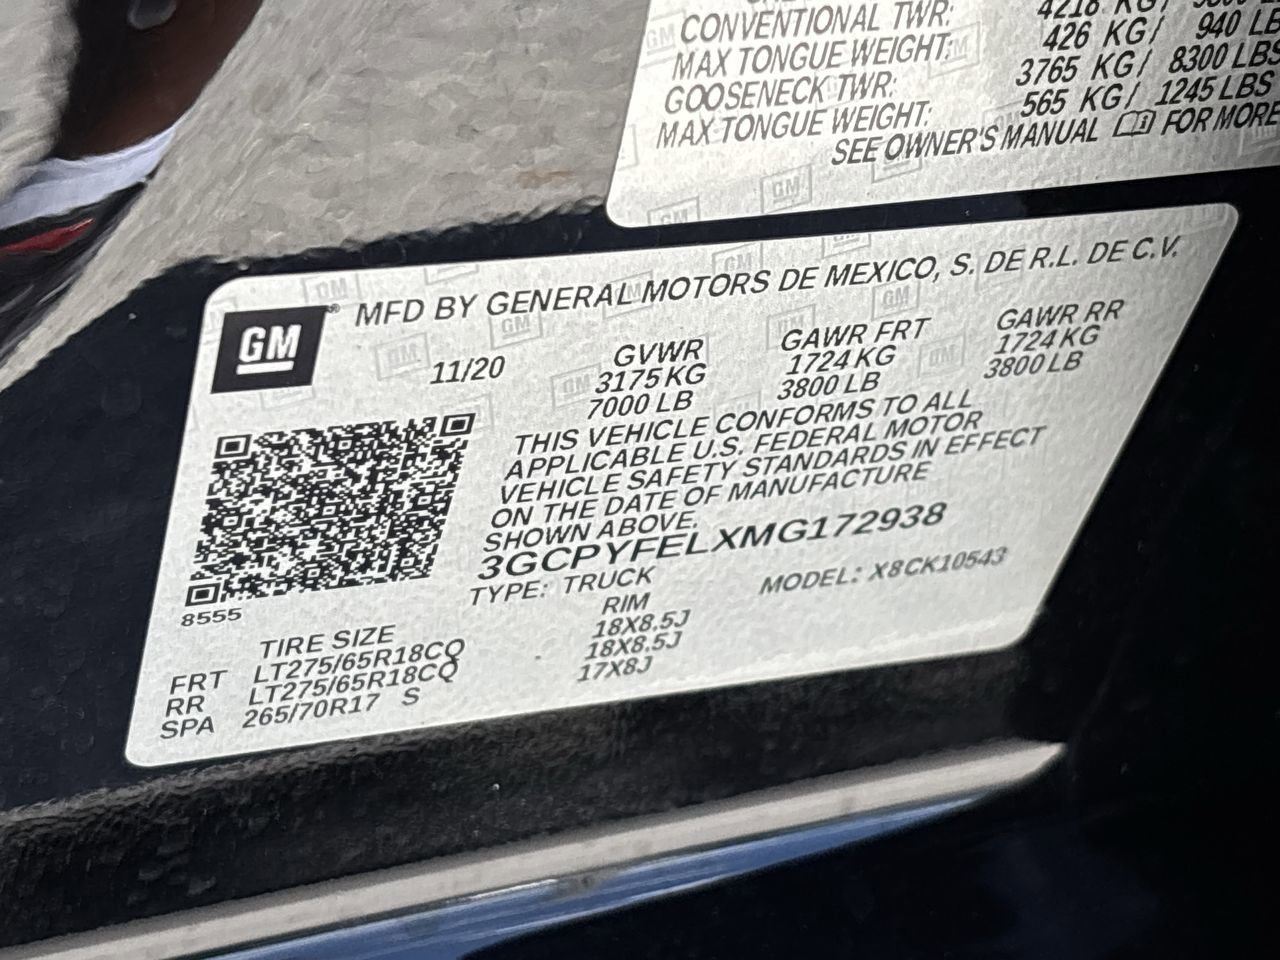 4218 KG/
CONVENTIONAL TWR: 426 KG/ 940 LB
MAX TONGUE WEIGHT: 3765 KG/ 8300 LBS
GOOSENECK TWR: 565 KG/ 1245 LBS
MAX TONGUE WEIGHT:
SEE OWNER'S MANUAL FOR MORE
GM® MFD BY GENERAL MOTORS DE MEXICO, S. DE R.L. DE C.V.
11/20 GVWR GAWR FRT GAWR RR
3175 KG 1724 KG 1724 KG
7000 LB 3800 LB 3800 LB
THIS VEHICLE CONFORMS TO ALL
APPLICABLE U.S. FEDERAL MOTOR
VEHICLE SAFETY STANDARDS IN EFFECT
ON THE DATE OF MANUFACTURE
SHOWN ABOVE.
3GCPYFELXMG172938
TYPE: TRUCK MODEL: X8CK10543
8555
TIRE SIZE RIM
FRT LT275/65R18CQ 18X8.5J
RR LT275/65R18CQ 18X8.5J
SPA 265/70R17 S 17X8J